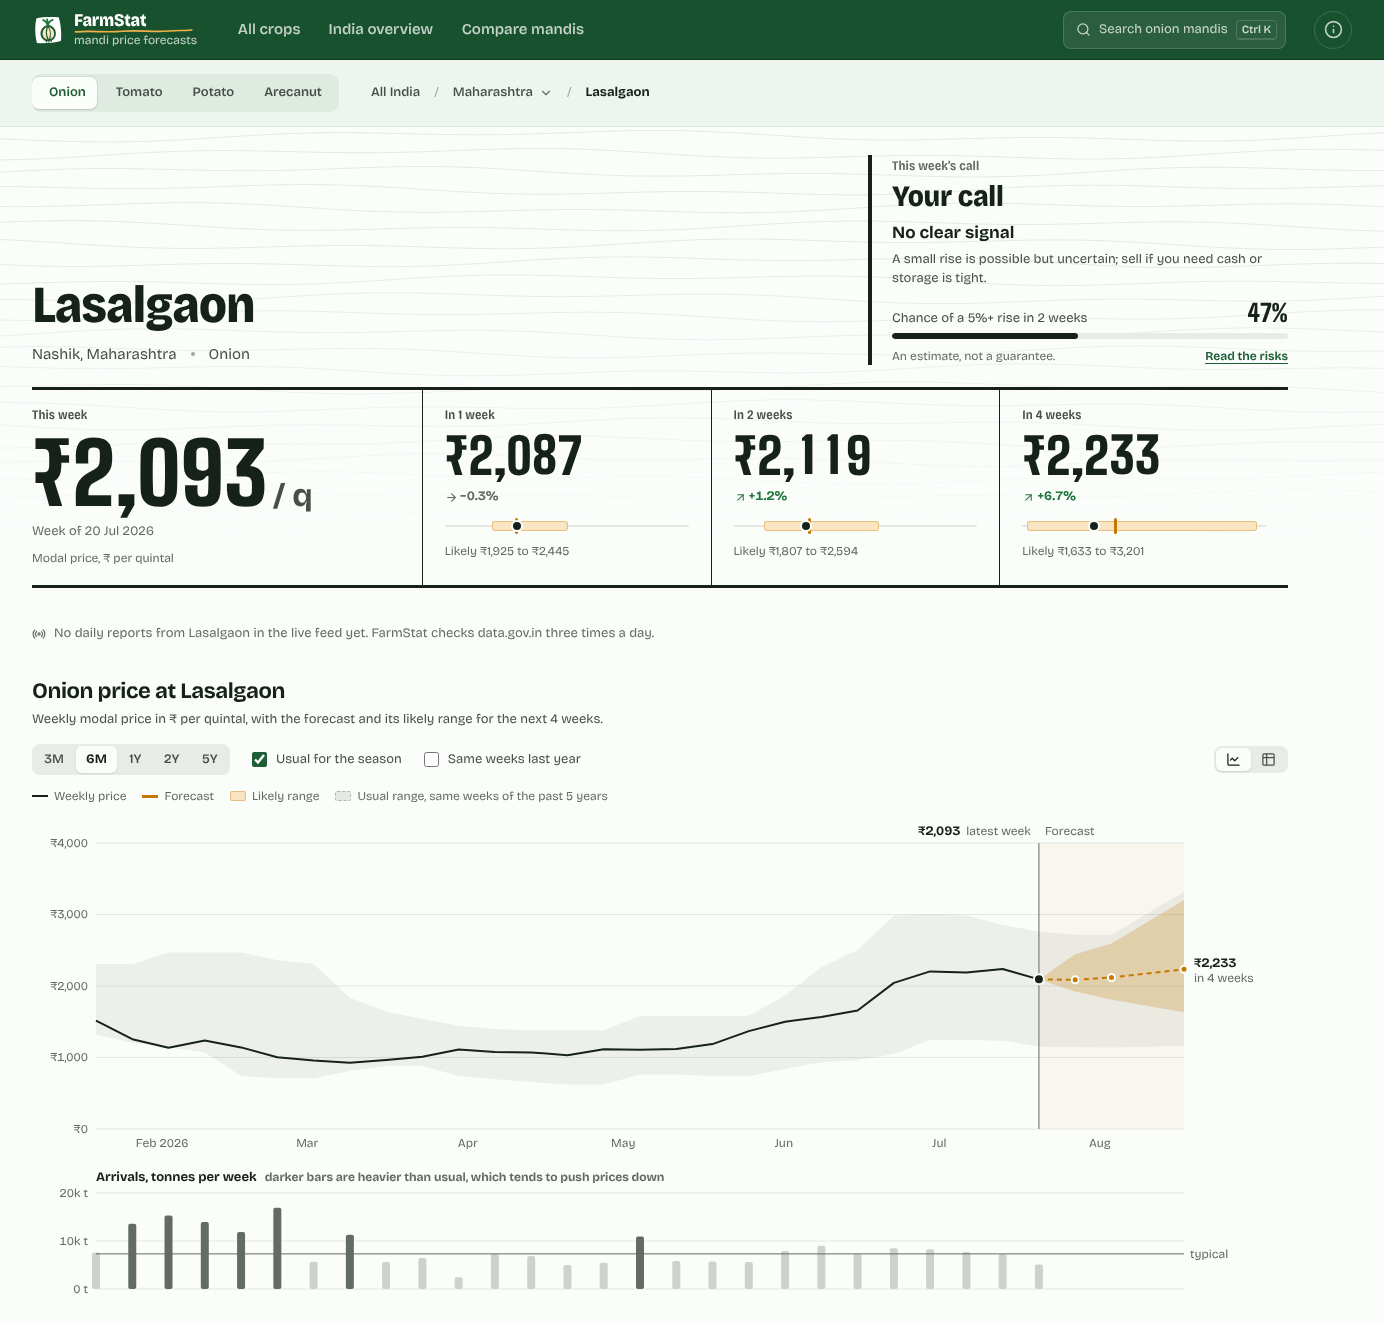 FarmStat
mandi price forecasts
All crops
India overview
Compare mandis
Search onion mandis
Ctrl K
Onion
Tomato
Potato
Arecanut
All India / Maharashtra / Lasalgaon
This week's call
Your call
No clear signal
A small rise is possible but uncertain; sell if you need cash or
storage is tight.
Chance of a 5%+ rise in 2 weeks
47%
An estimate, not a guarantee.
Read the risks
Lasalgaon
Nashik, Maharashtra • Onion
This week
₹2,093 / q
Week of 20 Jul 2026
Modal price, ₹ per quintal
In 1 week
₹2,087
→ −0.3%
Likely ₹1,925 to ₹2,445
In 2 weeks
₹2,119
↗ +1.2%
Likely ₹1,807 to ₹2,594
In 4 weeks
₹2,233
↗ +6.7%
Likely ₹1,633 to ₹3,201
No daily reports from Lasalgaon in the live feed yet. FarmStat checks data.gov.in three times a day.
Onion price at Lasalgaon
Weekly modal price in ₹ per quintal, with the forecast and its likely range for the next 4 weeks.
3M 6M 1Y 2Y 5Y
Usual for the season
Same weeks last year
Weekly price
Forecast
Likely range
Usual range, same weeks of the past 5 years
₹2,093 latest week
Forecast
₹4,000
₹3,000
₹2,000
₹1,000
₹0
₹2,233
in 4 weeks
Feb 2026
Mar
Apr
May
Jun
Jul
Aug
Arrivals, tonnes per week darker bars are heavier than usual, which tends to push prices down
20k t
10k t
0 t
typical